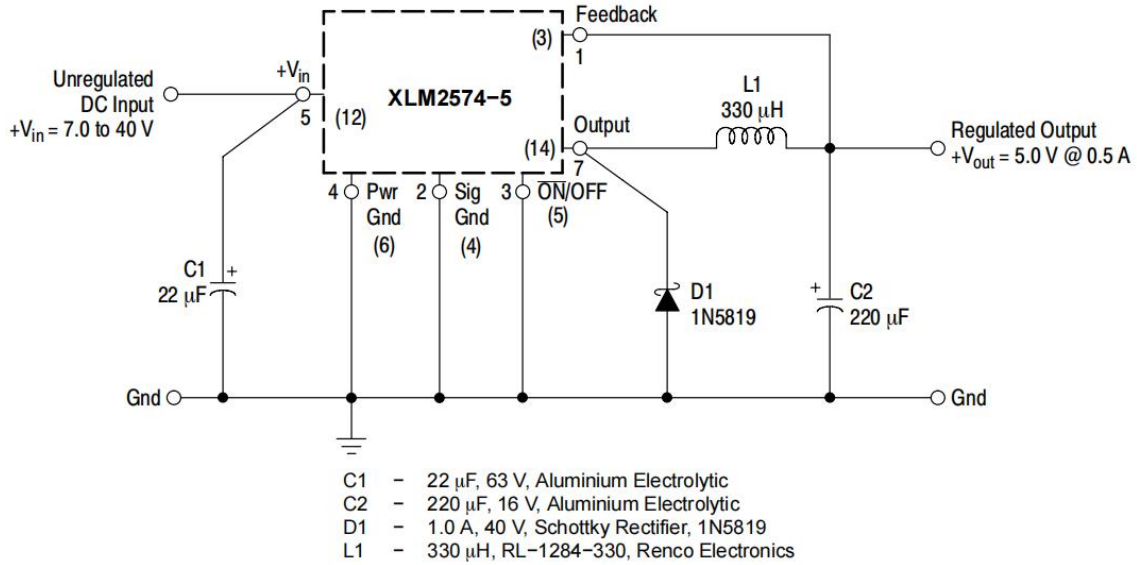 Feedback
(3)
1
+Vin
Unregulated
DC Input
+Vin = 7.0 to 40 V
5
(12)
XLM2574−5
L1
330 μH
Output
(14)
7
Regulated Output
+Vout = 5.0 V @ 0.5 A
4
Pwr
Gnd
(6)
2
Sig
Gnd
(4)
3
ON/OFF
(5)
C1
22 μF
+
D1
1N5819
+
C2
220 μF
Gnd
Gnd
C1 − 22 μF, 63 V, Aluminium Electrolytic
C2 − 220 μF, 16 V, Aluminium Electrolytic
D1 − 1.0 A, 40 V, Schottky Rectifier, 1N5819
L1 − 330 μH, RL−1284−330, Renco Electronics